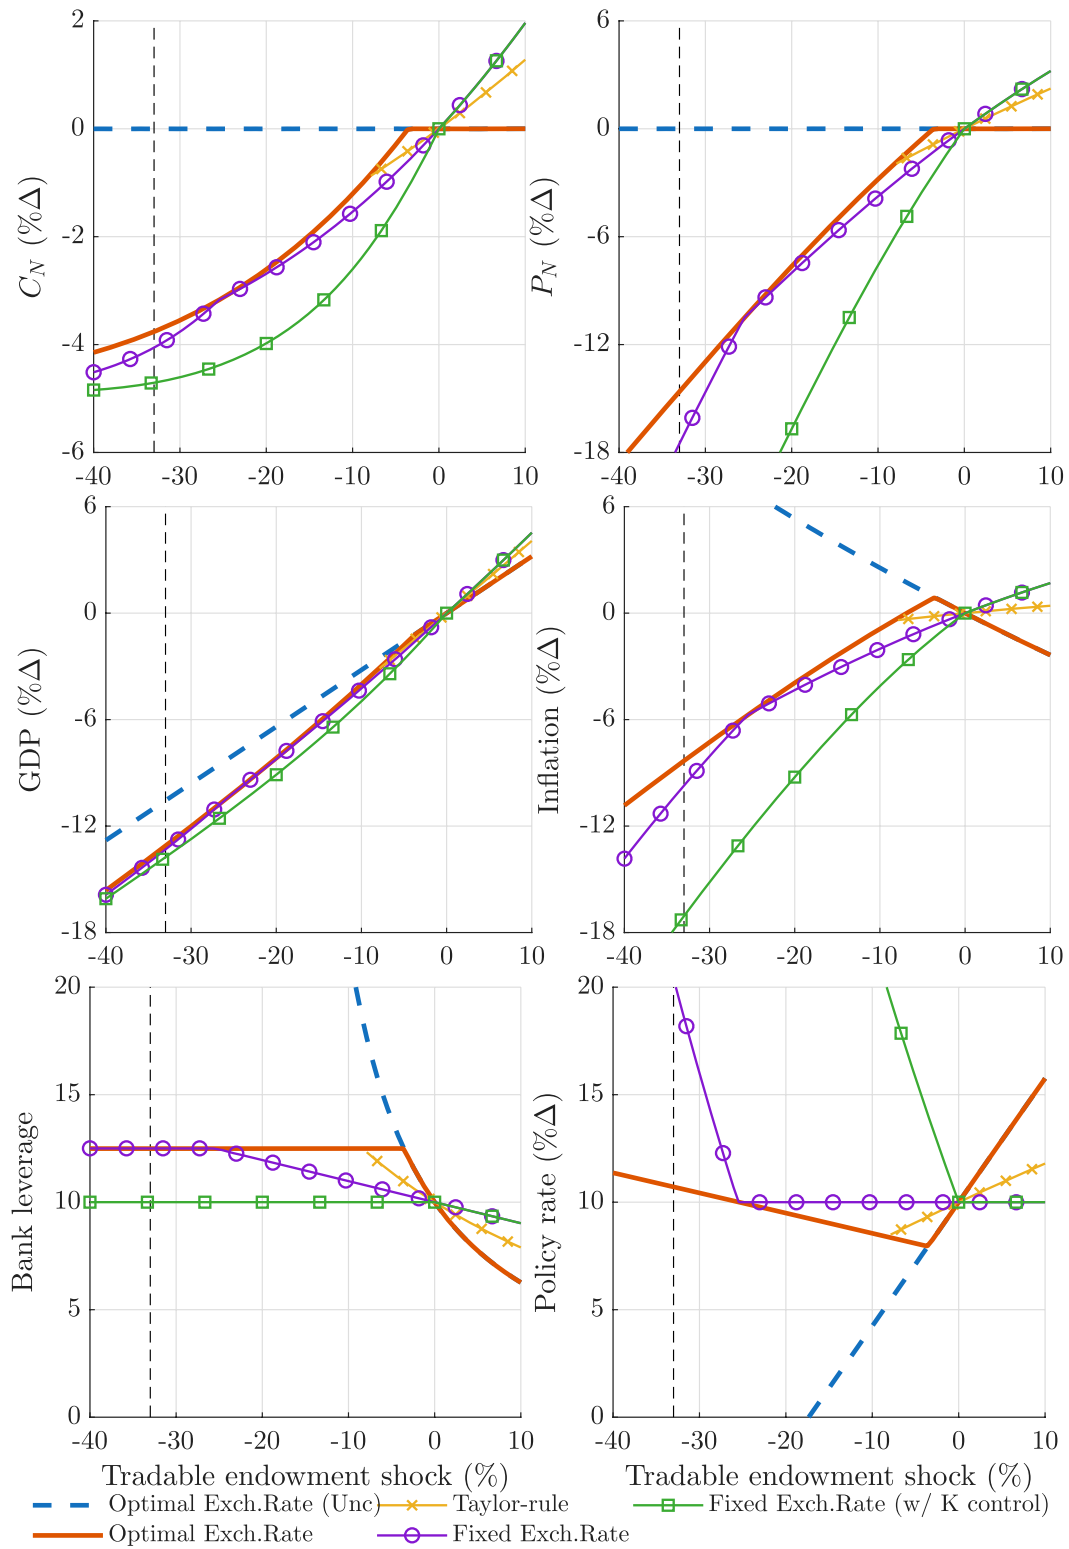 2
0
-2
-4
-6
C_N (%Δ)
-40 -30 -20 -10 0 10
6
0
-6
-12
-18
P_N (%Δ)
-40 -30 -20 -10 0 10
6
0
-6
-12
-18
GDP (%Δ)
-40 -30 -20 -10 0 10
6
0
-6
-12
-18
Inflation (%Δ)
-40 -30 -20 -10 0 10
20
15
10
5
0
Bank leverage
-40 -30 -20 -10 0 10
Tradable endowment shock (%)
20
15
10
5
0
Policy rate (%Δ)
-40 -30 -20 -10 0 10
Tradable endowment shock (%)
Optimal Exch.Rate (Unc)
Taylor-rule
Fixed Exch.Rate (w/ K control)
Optimal Exch.Rate
Fixed Exch.Rate